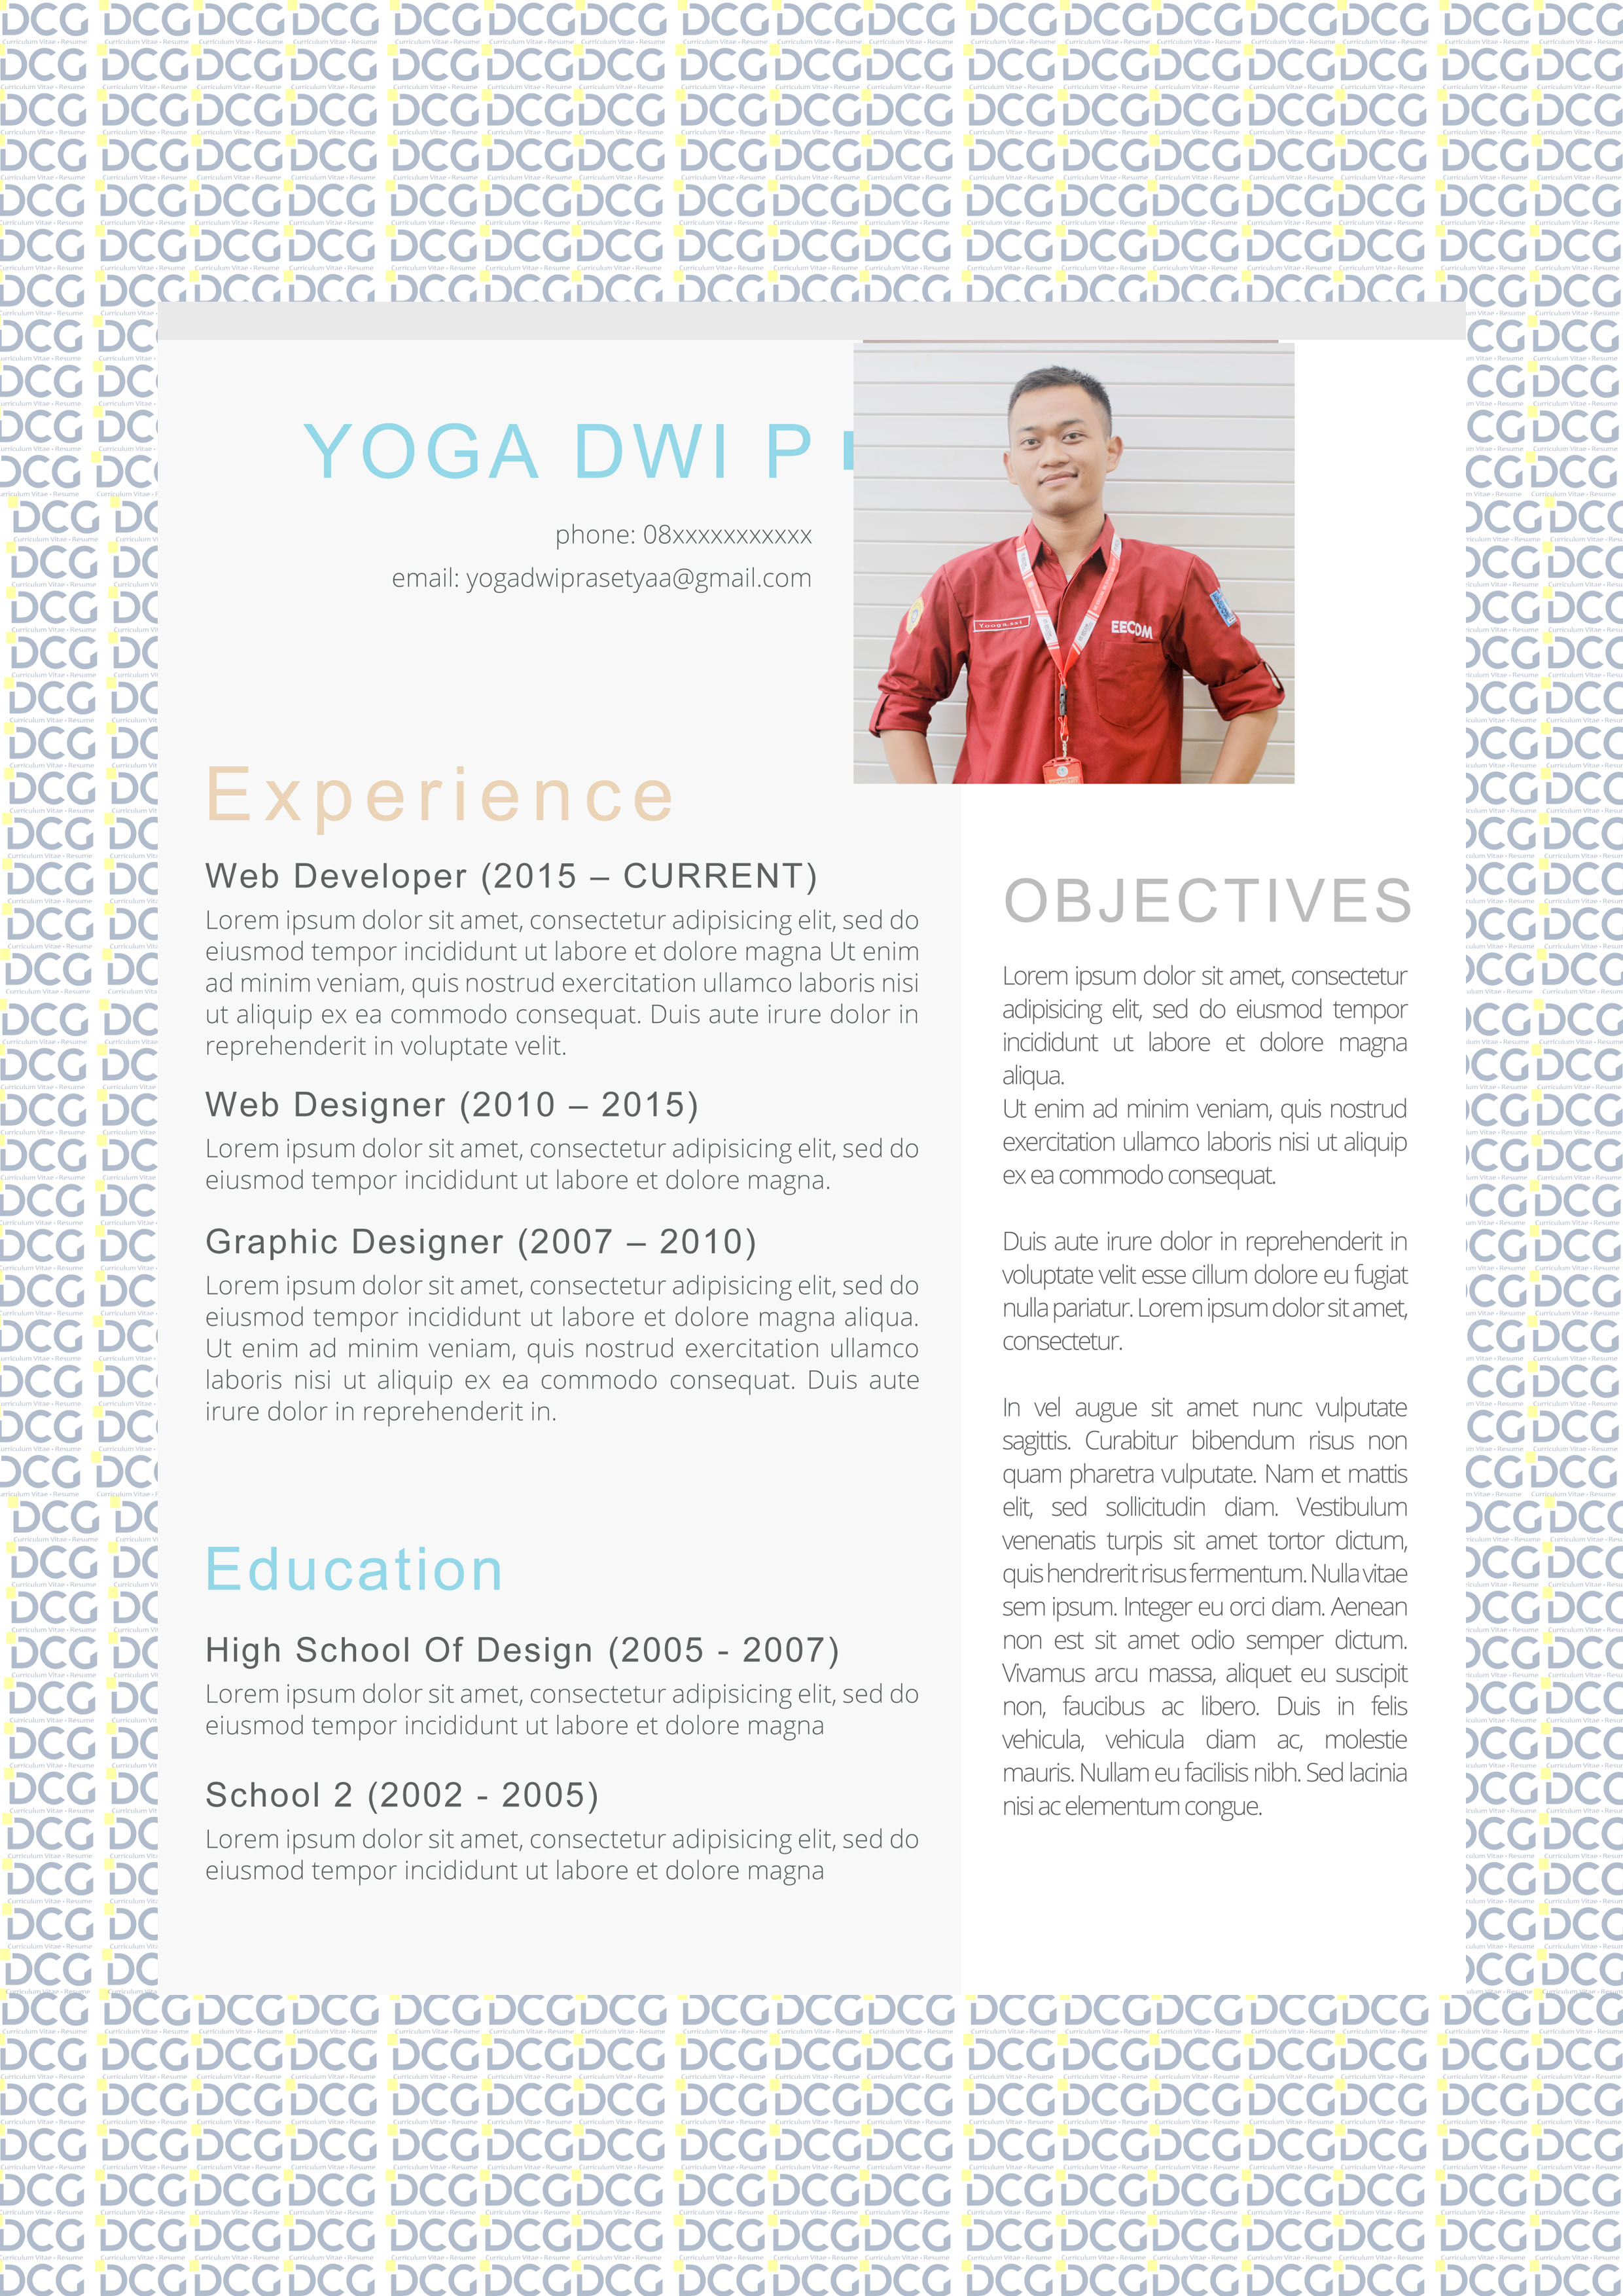 YOGA DWI P
phone: 08xxxxxxxxxxxx
email: yogadwiprasetyaa@gmail.com
Yooga.ssi
EECOM
Experience
Web Developer (2015 – CURRENT)
Lorem ipsum dolor sit amet, consectetur adipisicing elit, sed do
eiusmod tempor incididunt ut labore et dolore magna Ut enim
ad minim veniam, quis nostrud exercitation ullamco laboris nisi
ut aliquip ex ea commodo consequat. Duis aute irure dolor in
reprehenderit in voluptate velit.
Web Designer (2010 – 2015)
Lorem ipsum dolor sit amet, consectetur adipisicing elit, sed do
eiusmod tempor incididunt ut labore et dolore magna.
Graphic Designer (2007 – 2010)
Lorem ipsum dolor sit amet, consectetur adipisicing elit, sed do
eiusmod tempor incididunt ut labore et dolore magna aliqua.
Ut enim ad minim veniam, quis nostrud exercitation ullamco
laboris nisi ut aliquip ex ea commodo consequat. Duis aute
irure dolor in reprehenderit in.
Education
High School Of Design (2005 - 2007)
Lorem ipsum dolor sit amet, consectetur adipisicing elit, sed do
eiusmod tempor incididunt ut labore et dolore magna
School 2 (2002 - 2005)
Lorem ipsum dolor sit amet, consectetur adipisicing elit, sed do
eiusmod tempor incididunt ut labore et dolore magna
OBJECTIVES
Lorem ipsum dolor sit amet, consectetur
adipisicing elit, sed do eiusmod tempor
incididunt ut labore et dolore magna
aliqua.
Ut enim ad minim veniam, quis nostrud
exercitation ullamco laboris nisi ut aliquip
ex ea commodo consequat.
Duis aute irure dolor in reprehenderit in
voluptate velit esse cillum dolore eu fugiat
nulla pariatur. Lorem ipsum dolor sit amet,
consectetur.
In vel augue sit amet nunc vulputate
sagittis. Curabitur bibendum risus non
quam pharetra vulputate. Nam et mattis
elit, sed sollicitudin diam. Vestibulum
venenatis turpis sit amet tortor dictum,
quis hendrerit risus fermentum. Nulla vitae
sem ipsum. Integer eu orci diam. Aenean
non est sit amet odio semper dictum.
Vivamus arcu massa, aliquet eu suscipit
non, faucibus ac libero. Duis in felis
vehicula, vehicula diam ac, molestie
mauris. Nullam eu facilisis nibh. Sed lacinia
nisi ac elementum congue.
DCG
Curriculum Vitae - Resume